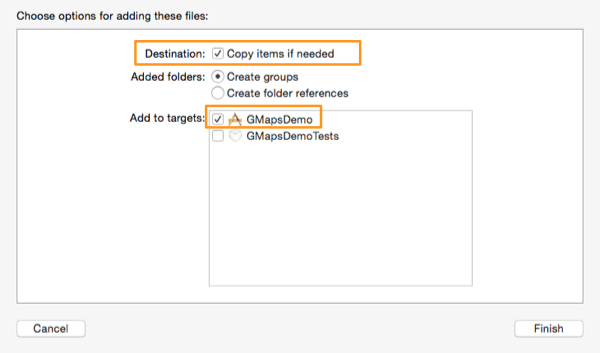 Choose options for adding these files:
Destination: Copy items if needed
Added folders: Create groups
Create folder references
Add to targets: GMapsDemo
GMapsDemoTests
Cancel Finish